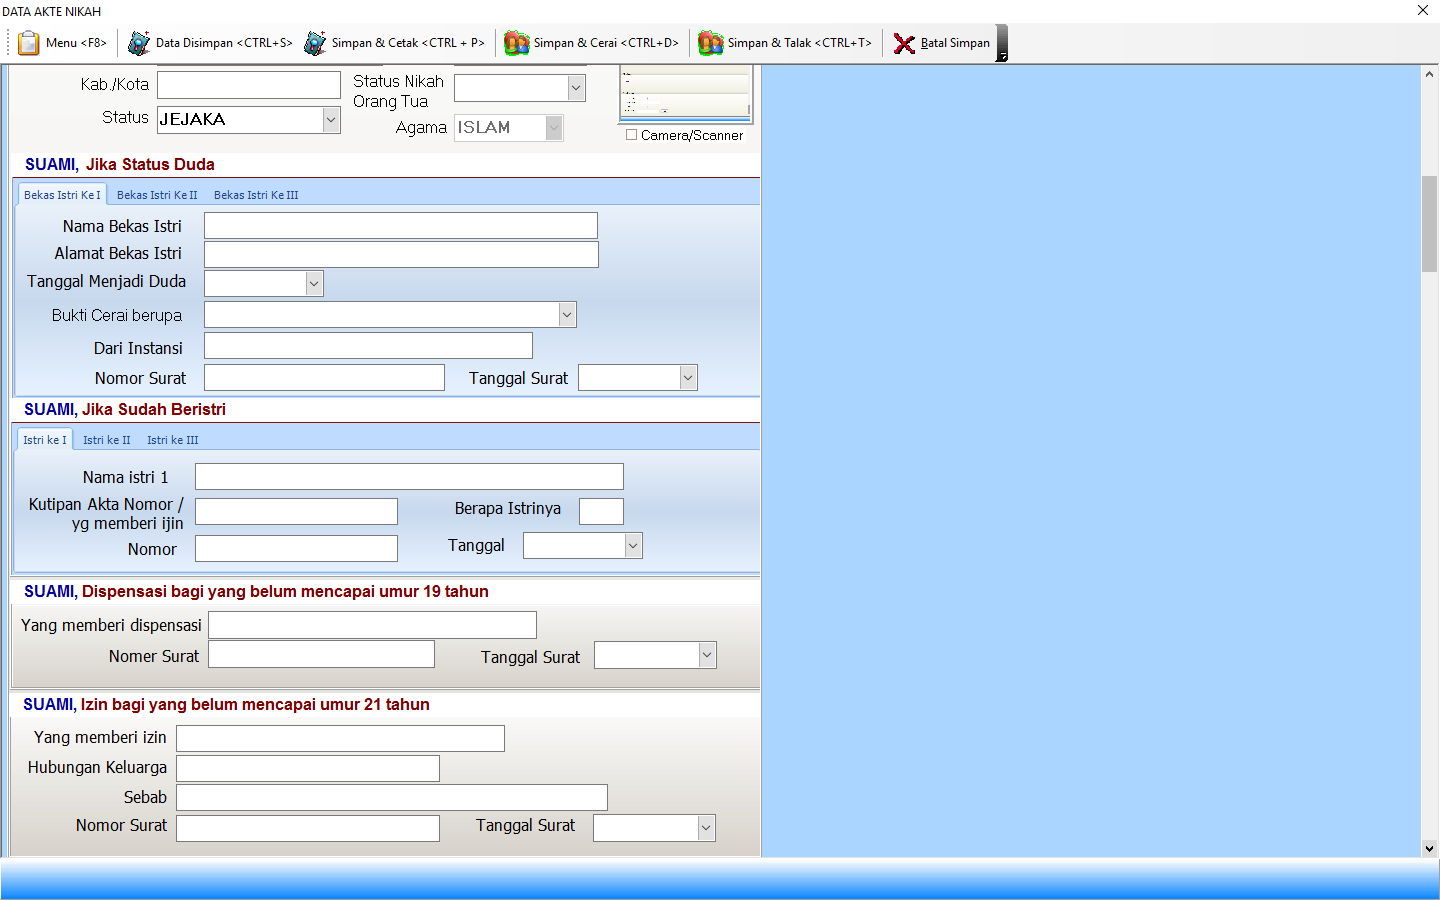 DATA AKTE NIKAH
Menu <F8> Data Disimpan <CTRL+S> Simpan & Cetak <CTRL + P> Simpan & Cerai <CTRL+D> Simpan & Talak <CTRL+T> Batal Simpan
Kab./Kota
Status Nikah
Orang Tua
Status JEJAKA
Agama ISLAM
Camera/Scanner
SUAMI, Jika Status Duda
Bekas Istri Ke I Bekas Istri Ke II Bekas Istri Ke III
Nama Bekas Istri
Alamat Bekas Istri
Tanggal Menjadi Duda
Bukti Cerai berupa
Dari Instansi
Nomor Surat Tanggal Surat
SUAMI, Jika Sudah Beristri
Istri ke I Istri ke II Istri ke III
Nama istri 1
Kutipan Akta Nomor /
yg memberi ijin
Berapa Istrinya
Nomor Tanggal
SUAMI, Dispensasi bagi yang belum mencapai umur 19 tahun
Yang memberi dispensasi
Nomer Surat Tanggal Surat
SUAMI, Izin bagi yang belum mencapai umur 21 tahun
Yang memberi izin
Hubungan Keluarga
Sebab
Nomor Surat Tanggal Surat